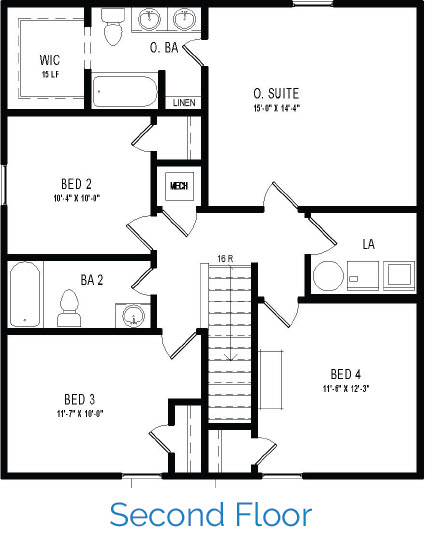 O. BA
WIC
15 LF
LINEN
O. SUITE
15'-0" X 14'-4"
BED 2
10'-4" X 10'-0"
MECH
LA
16 R
BA 2
BED 3
11'-7" X 10'-0"
BED 4
11'-6" X 12'-3"
Second Floor